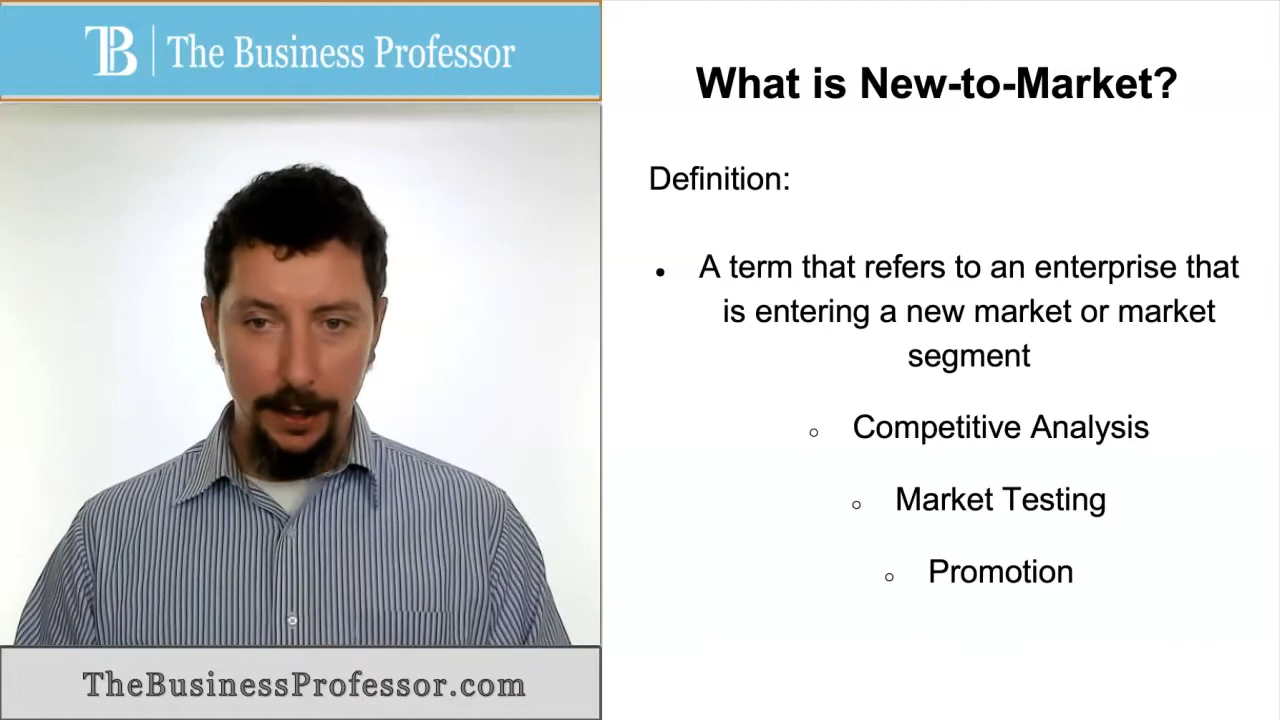 TB The Business Professor
What is New-to-Market?
Definition:
• A term that refers to an enterprise that
is entering a new market or market
segment
○ Competitive Analysis
○ Market Testing
○ Promotion
TheBusinessProfessor.com